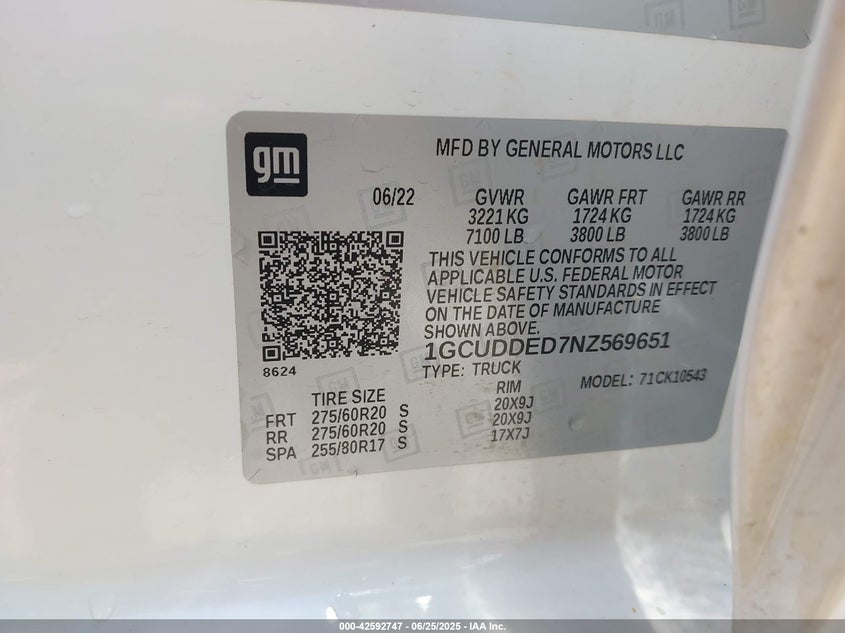 gm
MFD BY GENERAL MOTORS LLC
06/22 GVWR GAWR FRT GAWR RR
3221 KG 1724 KG 1724 KG
7100 LB 3800 LB 3800 LB
THIS VEHICLE CONFORMS TO ALL
APPLICABLE U.S. FEDERAL MOTOR
VEHICLE SAFETY STANDARDS IN EFFECT
ON THE DATE OF MANUFACTURE
SHOWN ABOVE.
1GCUDDED7NZ569651
8624
TYPE: TRUCK MODEL: 71CK10543
TIRE SIZE RIM
FRT 275/60R20 S 20X9J
RR 275/60R20 S 20X9J
SPA 255/80R17 S 17X7J
000-42592747 - 06/25/2025 - IAA, Inc.